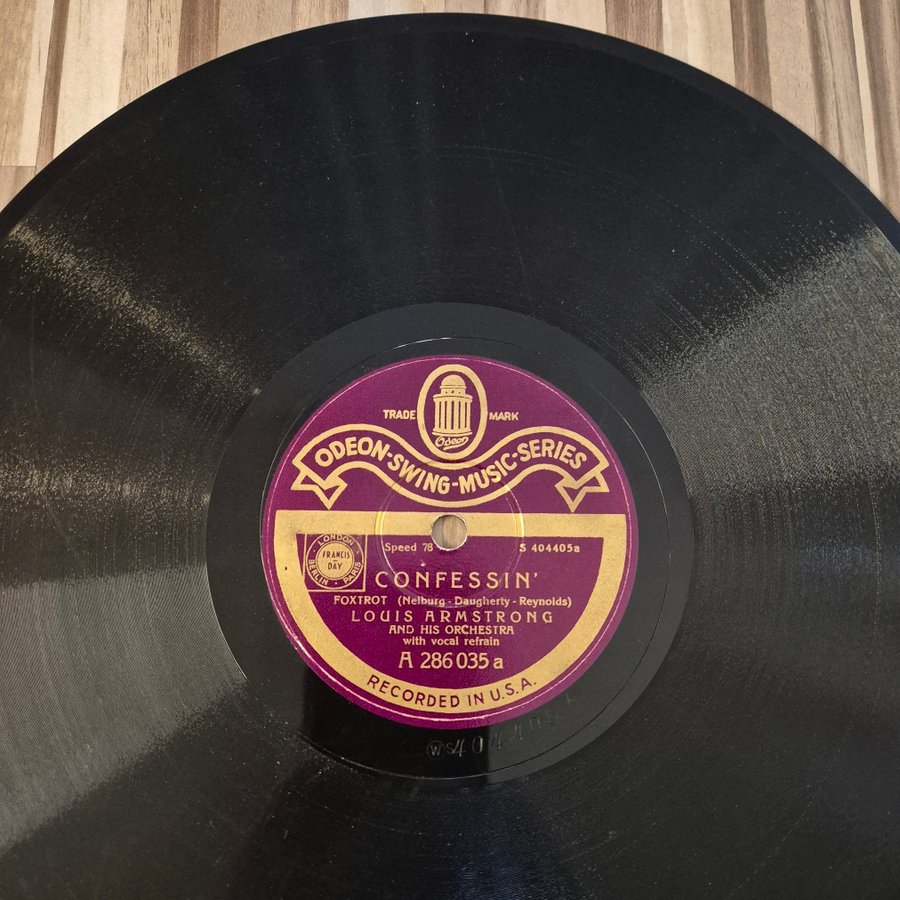 TRADE MARK
Odeon
ODEON-SWING-MUSIC-SERIES
Speed 78 S 404405a
LONDON
FRANCIS
DAY
BERLIN PARIS
CONFESSIN'
FOXTROT (Nelburg - Daugherty - Reynolds)
LOUIS ARMSTRONG
AND HIS ORCHESTRA
with vocal refrain
A 286 035 a
RECORDED IN U.S.A.